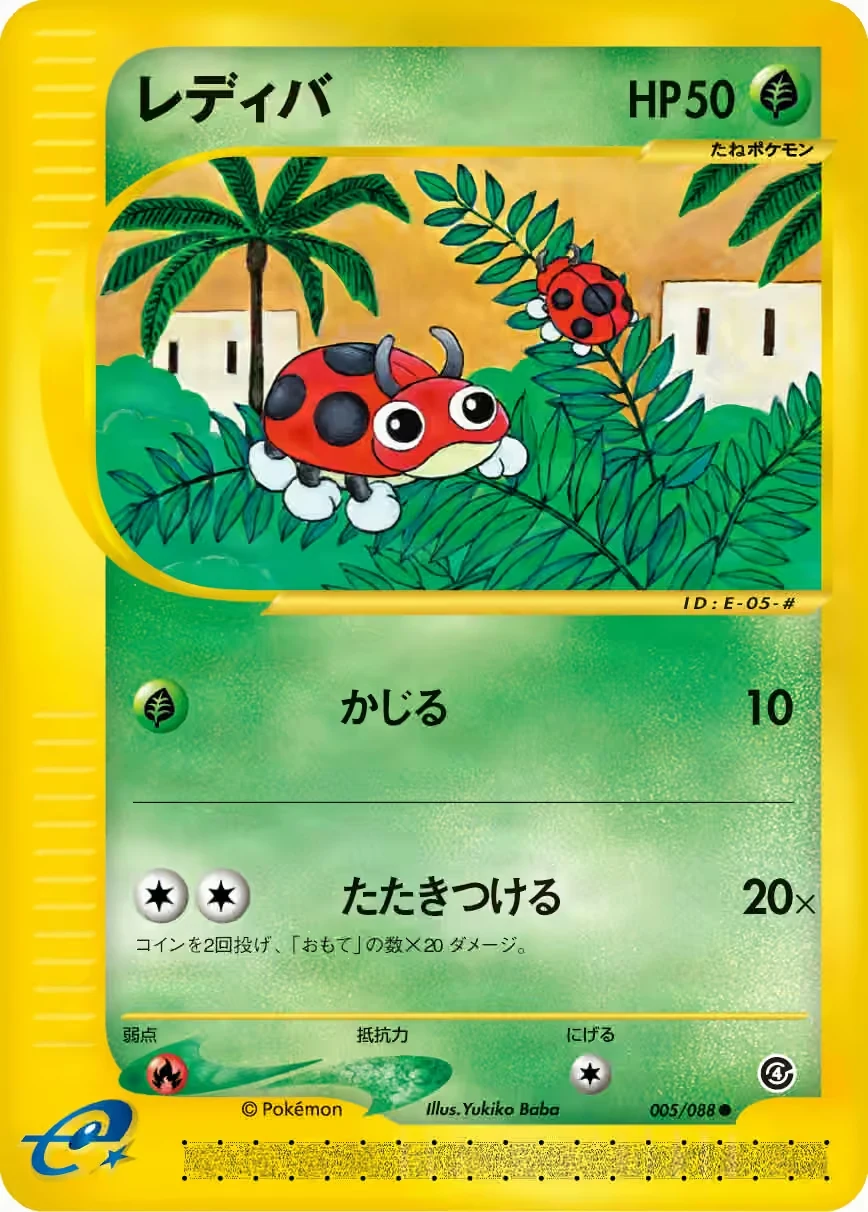 レディバ HP50
たねポケモン
ID:E-05-#
かじる 10
たたきつける 20×
コインを2回投げ、「おもて」の数×20 ダメージ。
弱点 抵抗力 にげる
4
© Pokémon Illus.Yukiko Baba 005/088●
e